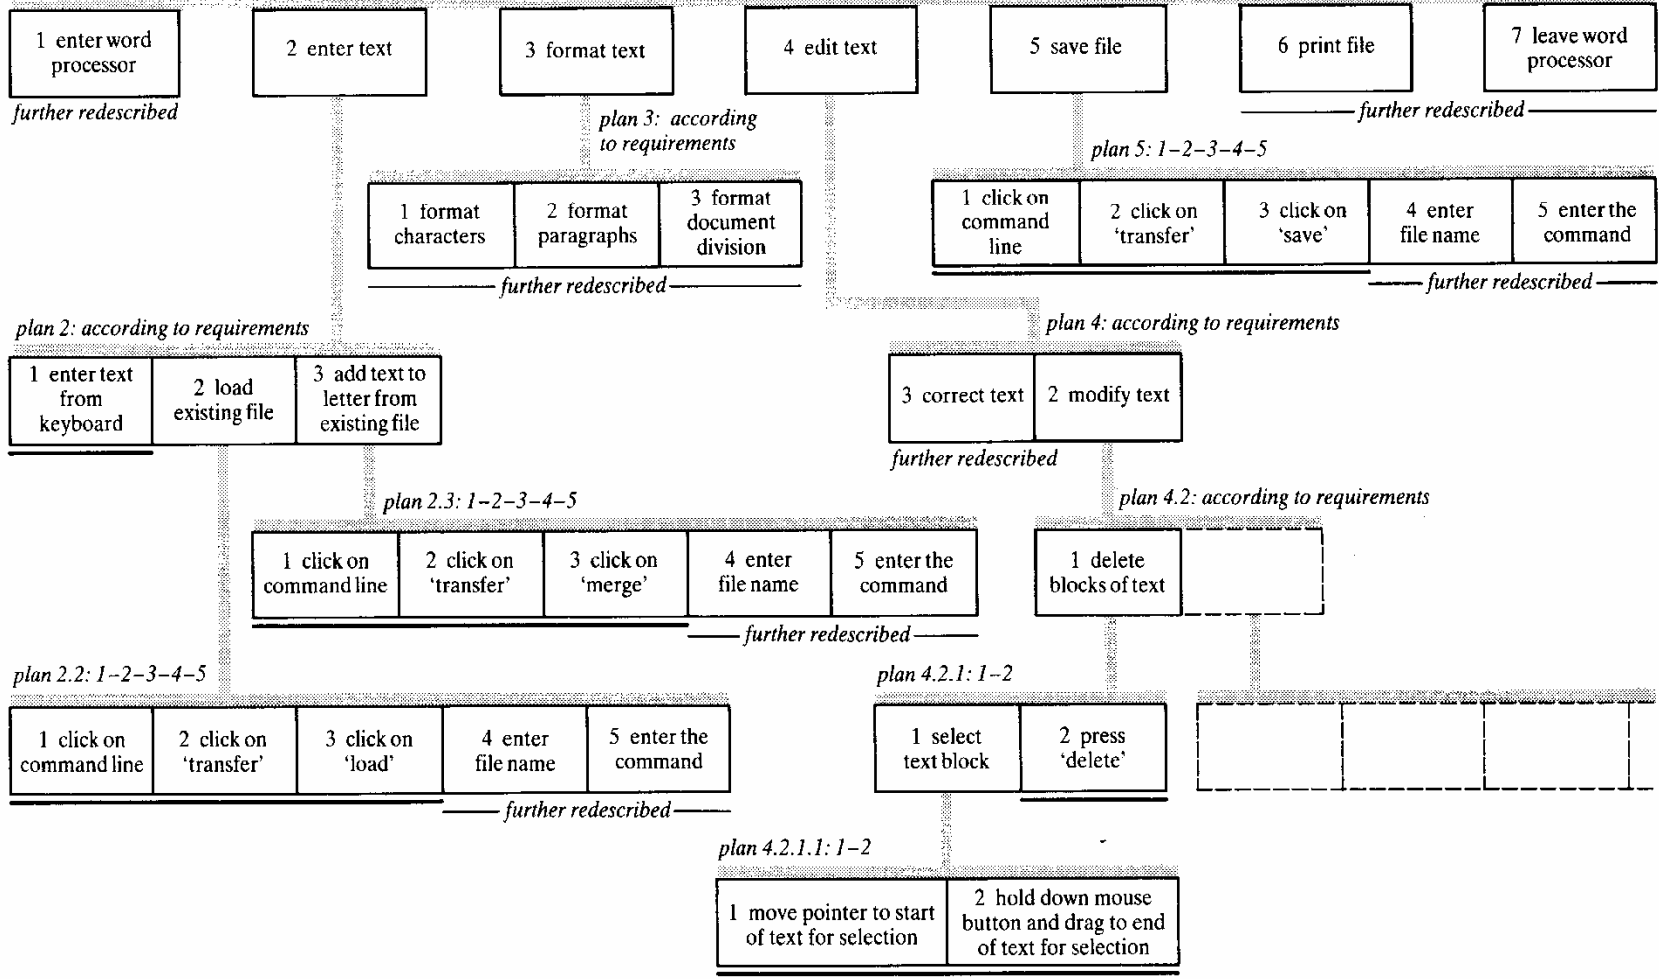 1 enter word
processor
2 enter text
3 format text
4 edit text
5 save file
6 print file
7 leave word
processor
further redescribed
further redescribed
plan 3: according
to requirements
plan 5: 1–2–3–4–5
1 format
characters
2 format
paragraphs
3 format
document
division
further redescribed
1 click on
command
line
2 click on
‘transfer’
3 click on
‘save’
4 enter
file name
5 enter the
command
further redescribed
plan 2: according to requirements
1 enter text
from
keyboard
2 load
existing file
3 add text to
letter from
existing file
plan 4: according to requirements
3 correct text
2 modify text
further redescribed
plan 2.3: 1–2–3–4–5
1 click on
command line
2 click on
‘transfer’
3 click on
‘merge’
4 enter
file name
5 enter the
command
further redescribed
plan 4.2: according to requirements
1 delete
blocks of text
plan 2.2: 1–2–3–4–5
1 click on
command line
2 click on
‘transfer’
3 click on
‘load’
4 enter
file name
5 enter the
command
further redescribed
plan 4.2.1: 1–2
1 select
text block
2 press
‘delete’
plan 4.2.1.1: 1–2
1 move pointer to start
of text for selection
2 hold down mouse
button and drag to end
of text for selection